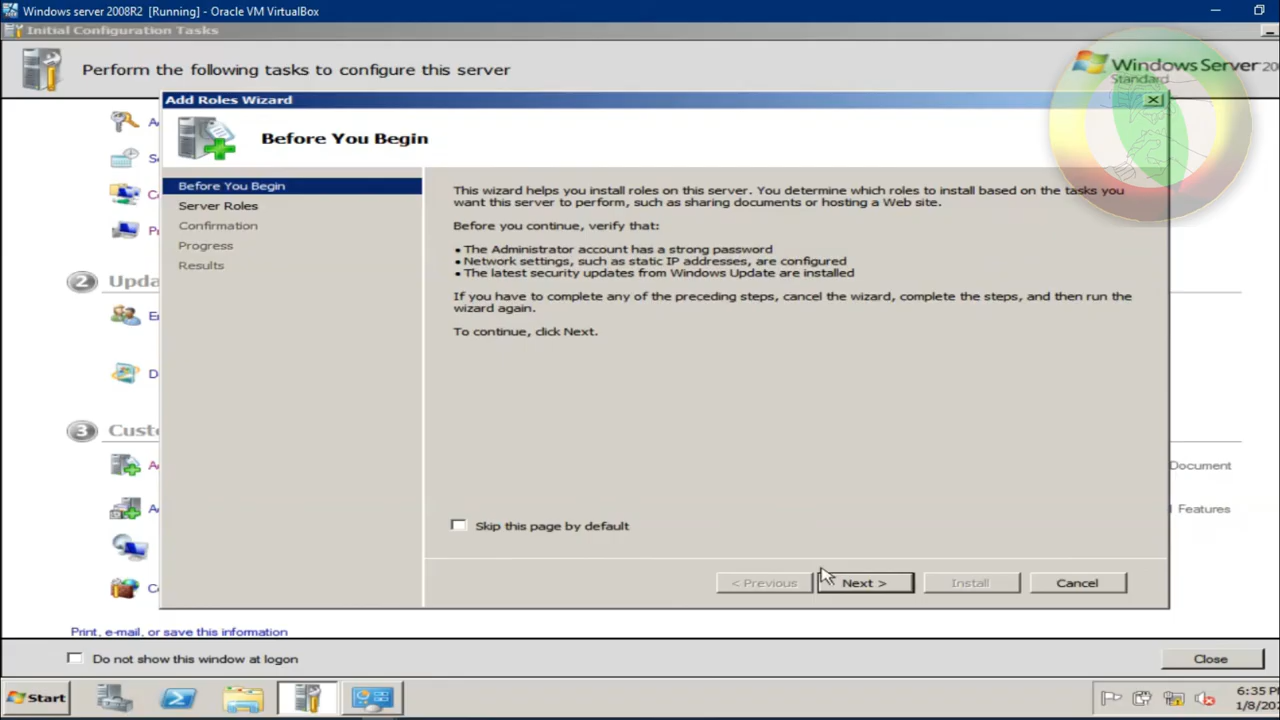 Windows server 2008R2 [Running] - Oracle VM VirtualBox
Initial Configuration Tasks
Perform the following tasks to configure this server
Windows Server
Standard
Add Roles Wizard
Before You Begin
Before You Begin
Server Roles
Confirmation
Progress
Results
This wizard helps you install roles on this server. You determine which roles to install based on the tasks you
want this server to perform, such as sharing documents or hosting a Web site.
Before you continue, verify that:
• The Administrator account has a strong password
• Network settings, such as static IP addresses, are configured
• The latest security updates from Windows Update are installed
If you have to complete any of the preceding steps, cancel the wizard, complete the steps, and then run the
wizard again.
To continue, click Next.
Skip this page by default
< Previous
Next >
Install
Cancel
2
3
Document
Features
Print, e-mail, or save this information
Do not show this window at logon
Close
Start
6:35
1/8/20